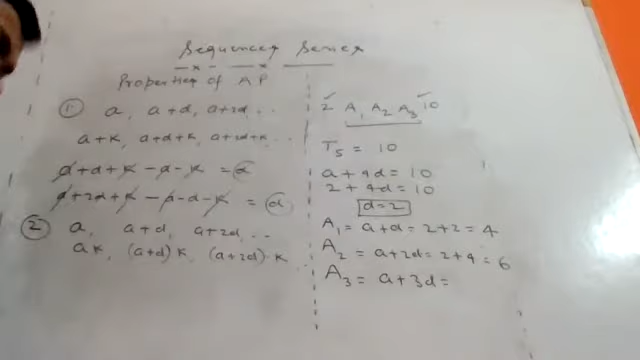 Sequences Series
Properties of AP
① a, a+d, a+2d ..
a+k, a+d+k, a+2d+k ..
a+d+k-a-k = d
a+2d+k-a-d-k = d
② a, a+d, a+2d ..
ak, (a+d)k, (a+2d)·k ..
2 A₁ A₂ A₃ 10
T₅ = 10
a+4d = 10
2+4d = 10
d=2
A₁ = a+d = 2+2 = 4
A₂ = a+2d = 2+4 = 6
A₃ = a+3d =